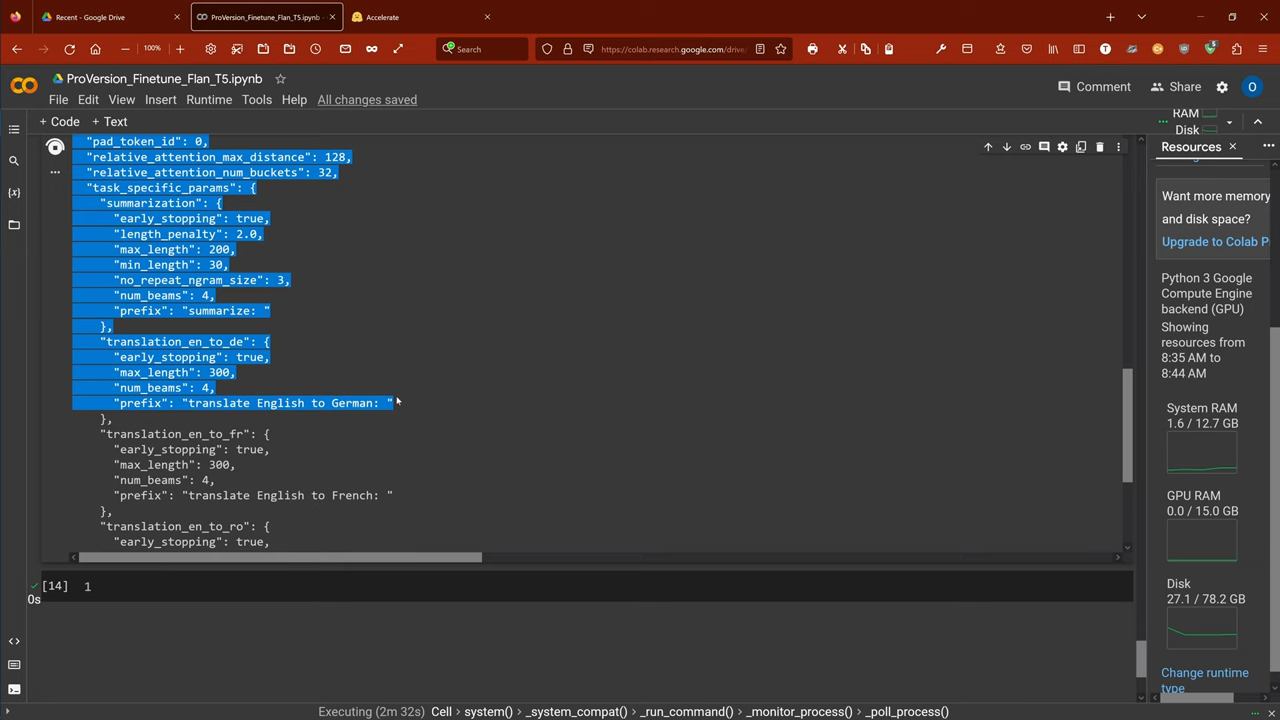 Recent - Google Drive
ProVersion_Finetune_Flan_T5.ipynb
Accelerate
100%
Search
https://colab.research.google.com/drive
ProVersion_Finetune_Flan_T5.ipynb
Comment
Share
O
File Edit View Insert Runtime Tools Help All changes saved
+ Code + Text
RAM
Disk
"pad_token_id": 0,
"relative_attention_max_distance": 128,
"relative_attention_num_buckets": 32,
"task_specific_params": {
"summarization": {
"early_stopping": true,
"length_penalty": 2.0,
"max_length": 200,
"min_length": 30,
"no_repeat_ngram_size": 3,
"num_beams": 4,
"prefix": "summarize: "
},
"translation_en_to_de": {
"early_stopping": true,
"max_length": 300,
"num_beams": 4,
"prefix": "translate English to German: "
},
"translation_en_to_fr": {
"early_stopping": true,
"max_length": 300,
"num_beams": 4,
"prefix": "translate English to French: "
},
"translation_en_to_ro": {
"early_stopping": true,
[14] 1
0s
Resources
Want more memory
and disk space?
Upgrade to Colab P
Python 3 Google
Compute Engine
backend (GPU)
Showing
resources from
8:35 AM to
8:44 AM
System RAM
1.6 / 12.7 GB
GPU RAM
0.0 / 15.0 GB
Disk
27.1 / 78.2 GB
Change runtime
type
Executing (2m 32s) Cell > system() > _system_compat() > _run_command() > _monitor_process() > _poll_process()